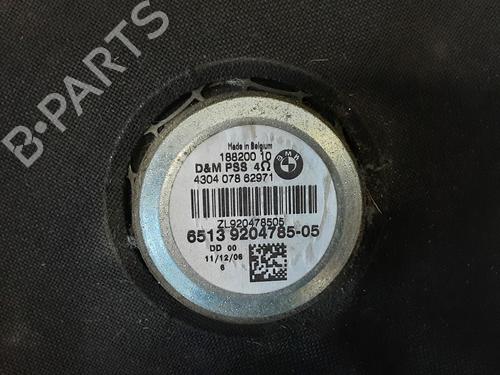 B-PARTS
Made in Belgium
188200 10
D&M PSS 4Ω
BMW
4304 078 62971
ZL920478505
6513 9204785-05
DD 00
11/12/06
6